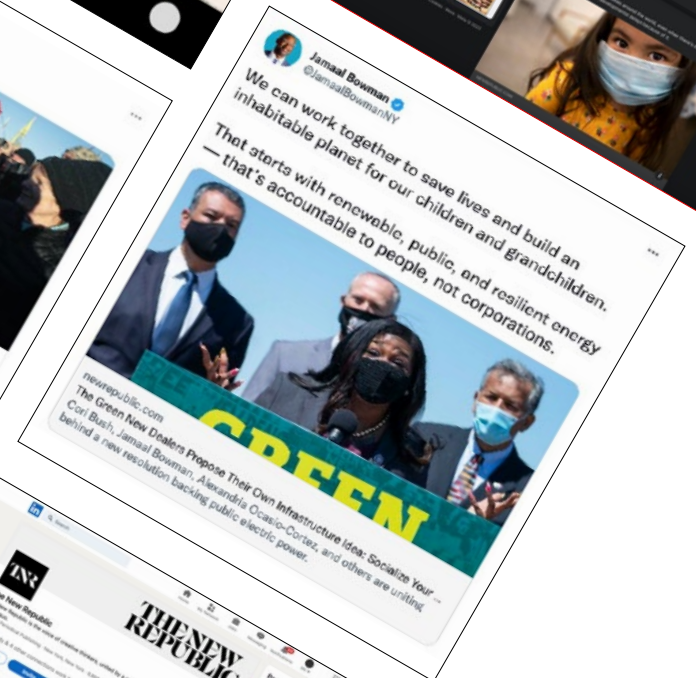 Jamaal Bowman
@JamaalBowmanNY
We can work together to save lives and build an
inhabitable planet for our children and grandchildren.
That starts with renewable, public, and resilient energy
— that's accountable to people, not corporations.
GREEN
newrepublic.com
The Green New Dealers Propose Their Own Infrastructure Idea: Socialize Your ...
Cori Bush, Jamaal Bowman, Alexandria Ocasio-Cortez, and others are uniting
behind a new resolution backing public electric power.
in
Search
TNR
THE NEW
REPUBLIC
The New Republic